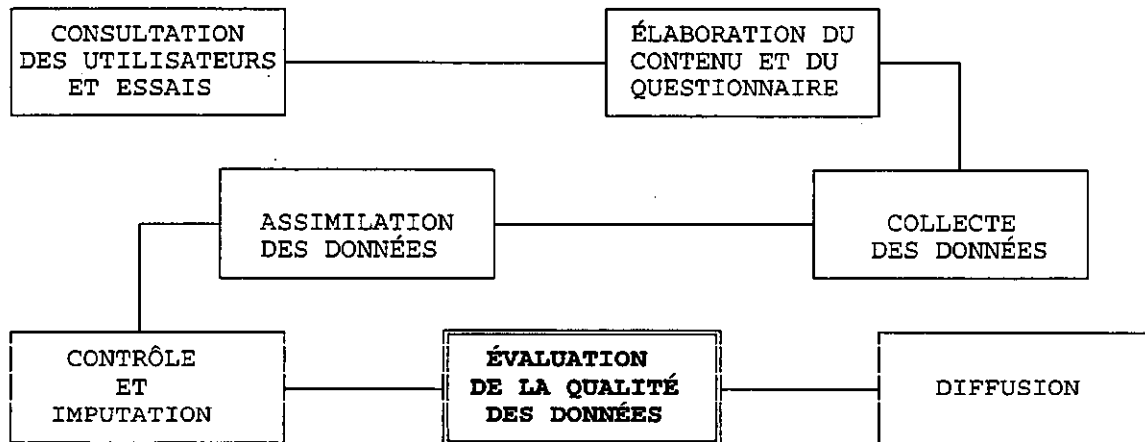 CONSULTATION
DES UTILISATEURS
ET ESSAIS
ÉLABORATION DU
CONTENU ET DU
QUESTIONNAIRE
COLLECTE
DES DONNÉES
ASSIMILATION
DES DONNÉES
CONTRÔLE
ET
IMPUTATION
ÉVALUATION
DE LA QUALITÉ
DES DONNÉES
DIFFUSION